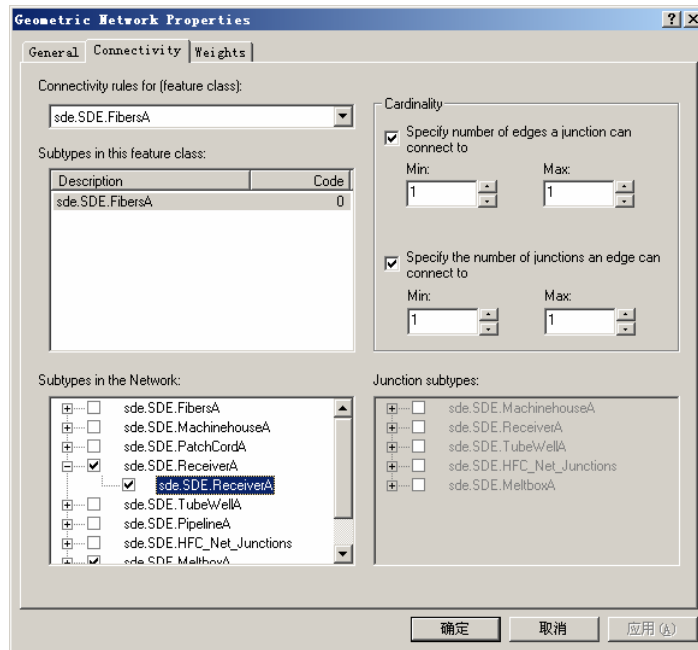 Geometric Network Properties
General Connectivity Weights
Connectivity rules for (feature class):
sde.SDE.FibersA
Subtypes in this feature class:
Description Code
sde.SDE.FibersA 0
Cardinality
Specify number of edges a junction can
connect to
Min: Max:
1 1
Specify the number of junctions an edge can
connect to
Min: Max:
1 1
Subtypes in the Network:
sde.SDE.FibersA
sde.SDE.MachinehouseA
sde.SDE.PatchCordA
sde.SDE.ReceiverA
sde.SDE.ReceiverA
sde.SDE.TubeWellA
sde.SDE.PipelineA
sde.SDE.HFC_Net_Junctions
sde.SDE.MeltboxA
Junction subtypes:
sde.SDE.MachinehouseA
sde.SDE.ReceiverA
sde.SDE.TubeWellA
sde.SDE.HFC_Net_Junctions
sde.SDE.MeltboxA
确定 取消 应用(A)